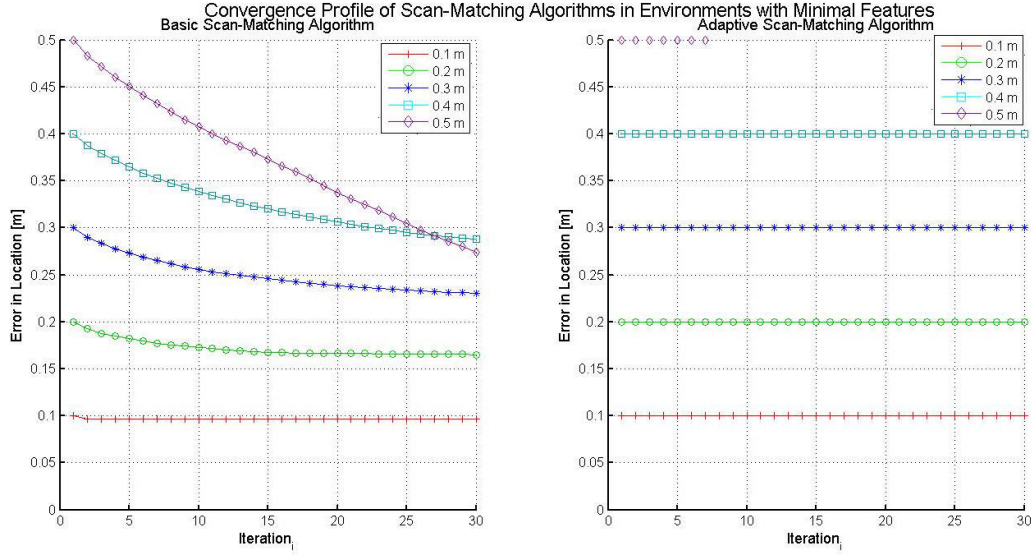 Convergence Profile of Scan-Matching Algorithms in Environments with Minimal Features
Basic Scan-Matching Algorithm
0.5
0.45
0.4
0.35
0.3
0.25
0.2
0.15
0.1
0.05
0
Error in Location [m]
0 5 10 15 20 25 30
Iteration_i
0.1 m
0.2 m
0.3 m
0.4 m
0.5 m
Adaptive Scan-Matching Algorithm
0.5
0.45
0.4
0.35
0.3
0.25
0.2
0.15
0.1
0.05
0
Error in Location [m]
0 5 10 15 20 25 30
Iteration_i
0.1 m
0.2 m
0.3 m
0.4 m
0.5 m